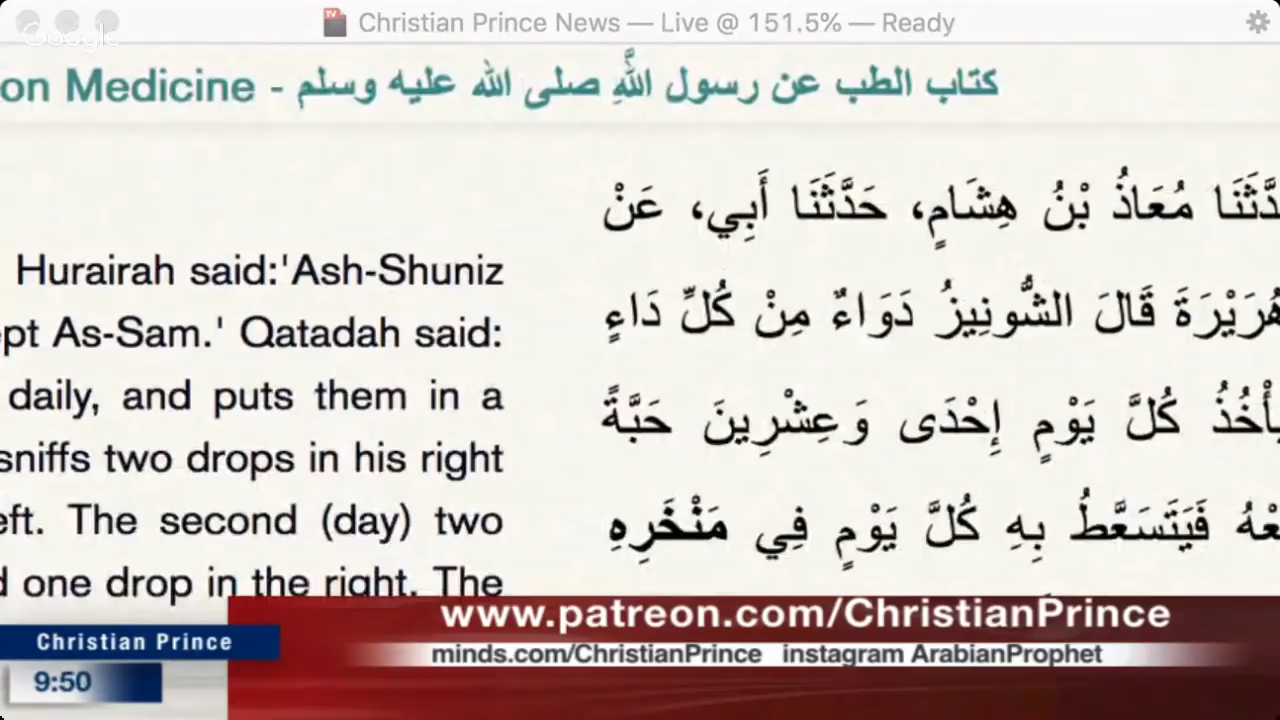 Christian Prince News — Live @ 151.5% — Ready
Google
on Medicine - كتاب الطب عن رسول اللَّهِ صلى الله عليه وسلم
Hurairah said:'Ash-Shuniz
ept As-Sam.' Qatadah said:
daily, and puts them in a
sniffs two drops in his right
eft. The second (day) two
d one drop in the right. The
دَّثَنَا مُعَاذُ بْنُ هِشَامٍ، حَدَّثَنَا أَبِي، عَنْ
هُرَيْرَةَ قَالَ الشُّونِيزُ دَوَاءٌ مِنْ كُلِّ دَاءٍ
يَأْخُذُ كُلَّ يَوْمٍ إِحْدَى وَعِشْرِينَ حَبَّةً
عْهُ فَيَتَسَعَّطُ بِهِ كُلَّ يَوْمٍ فِي مَنْخَرِهِ
www.patreon.com/ChristianPrince
Christian Prince
minds.com/ChristianPrince instagram ArabianProphet
9:50